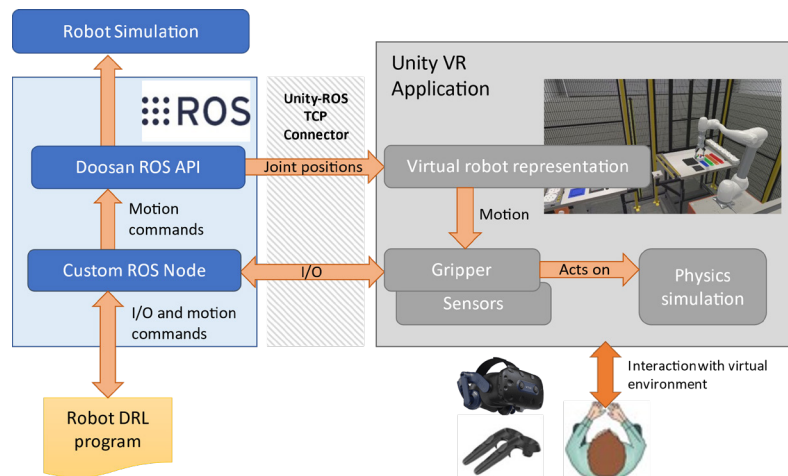 Robot Simulation
ROS
Unity-ROS
TCP
Connector
Unity VR
Application
Doosan ROS API
Joint positions
Virtual robot representation
Motion
commands
Motion
Custom ROS Node
I/O
Gripper
Sensors
Acts on
Physics
simulation
I/O and motion
commands
Interaction with virtual
environment
Robot DRL
program